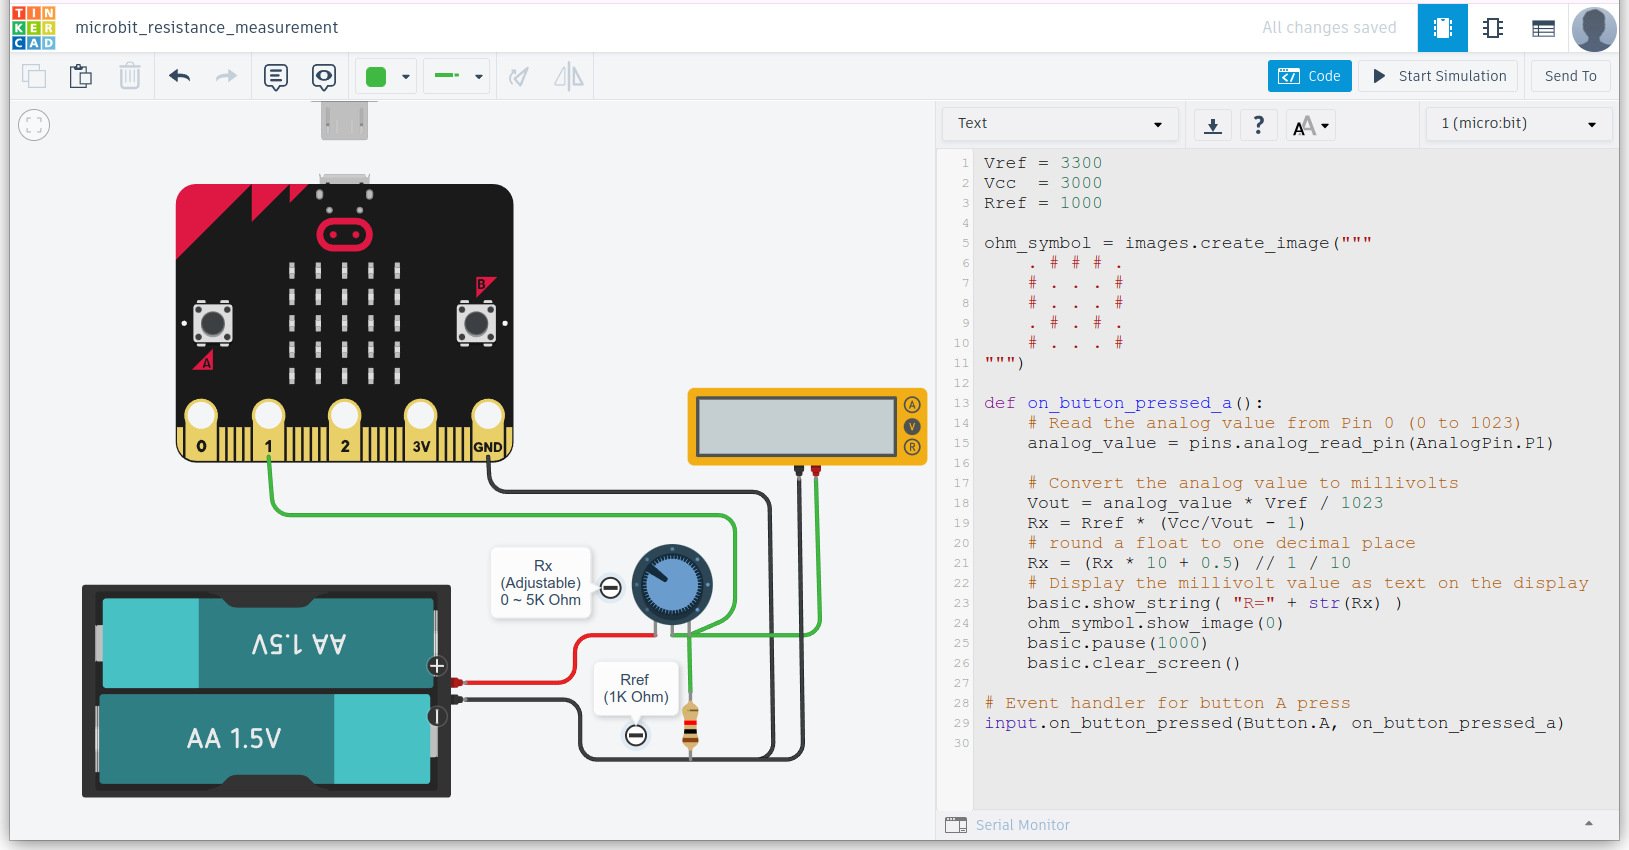 TIN
KER
CAD
microbit_resistance_measurement
All changes saved
Code
Start Simulation
Send To
Text
?
AA
1 (micro:bit)
B
A
0
1
2
3V
GND
A
V
R
Rx
(Adjustable)
0 ~ 5K Ohm
Rref
(1K Ohm)
AA 1.5V
AA 1.5V
1 Vref = 3300
2 Vcc  = 3000
3 Rref = 1000
4
5 ohm_symbol = images.create_image("""
6     . # # # .
7     # . . . #
8     # . . . #
9     . # . # .
10     # . . . #
11 """)
12
13 def on_button_pressed_a():
14     # Read the analog value from Pin 0 (0 to 1023)
15     analog_value = pins.analog_read_pin(AnalogPin.P1)
16
17     # Convert the analog value to millivolts
18     Vout = analog_value * Vref / 1023
19     Rx = Rref * (Vcc/Vout - 1)
20     # round a float to one decimal place
21     Rx = (Rx * 10 + 0.5) // 1 / 10
22     # Display the millivolt value as text on the display
23     basic.show_string( "R=" + str(Rx) )
24     ohm_symbol.show_image(0)
25     basic.pause(1000)
26     basic.clear_screen()
27
28 # Event handler for button A press
29 input.on_button_pressed(Button.A, on_button_pressed_a)
30
Serial Monitor